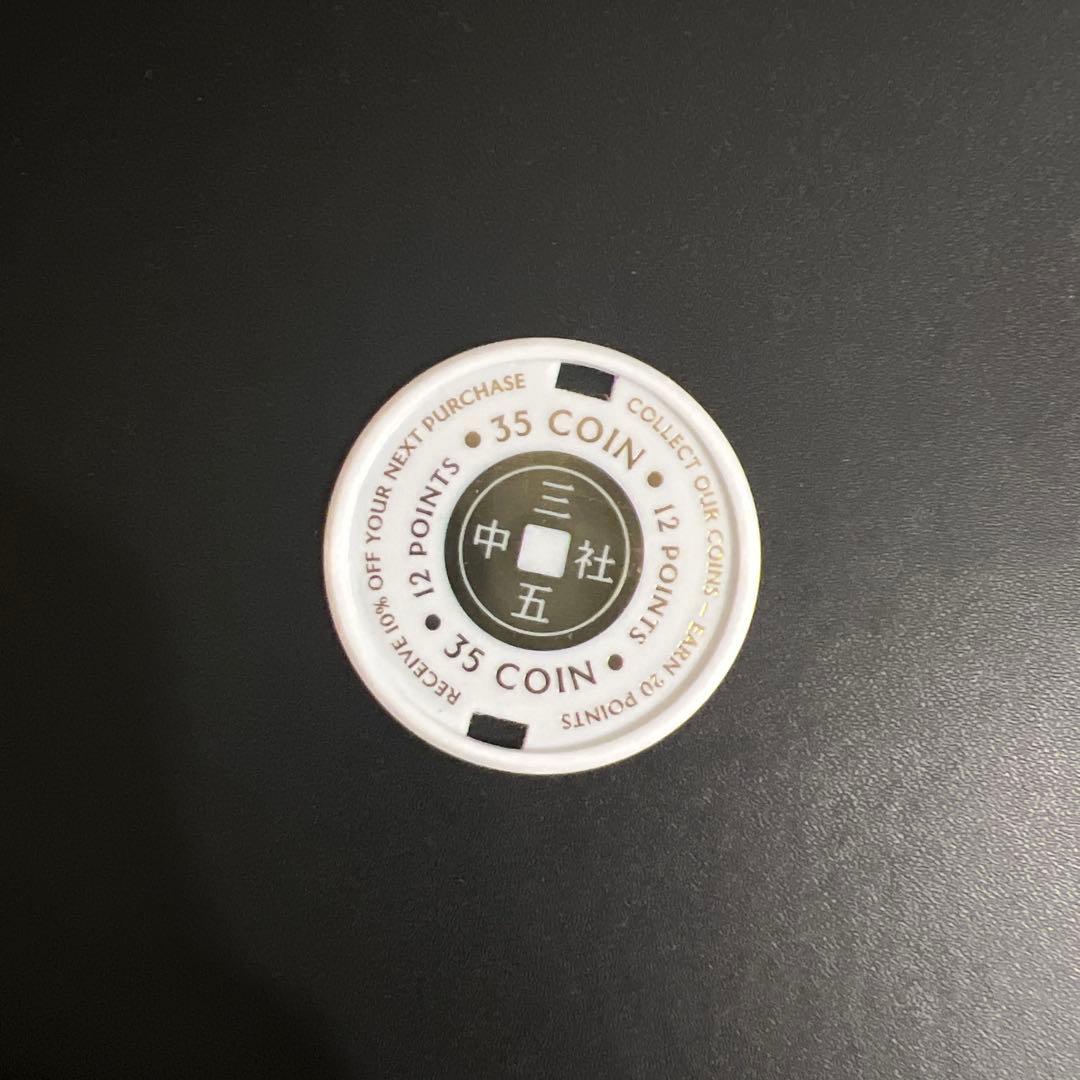 RECEIVE 10% OFF YOUR NEXT PURCHASE
COLLECT OUR COINS – EARN 20 POINTS
• 35 COIN •
12 POINTS
12 POINTS
• 35 COIN •
三
中 社
五